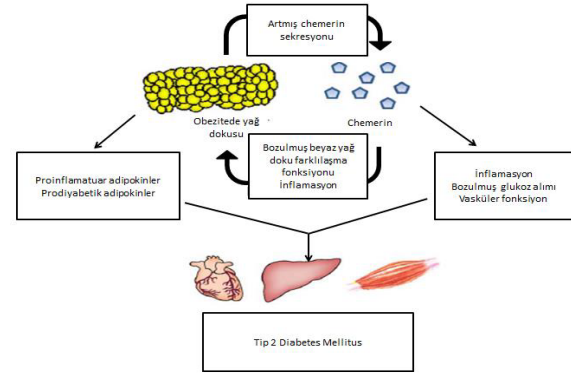 Artmış chemerin
sekresyonu
Obezitede yağ
dokusu
Chemerin
Bozulmuş beyaz yağ
doku farklılaşma
fonksiyonu
İnflamasyon
Proinflamatuar adipokinler
Prodiyabetik adipokinler
İnflamasyon
Bozulmuş glukoz alımı
Vasküler fonksiyon
Tip 2 Diabetes Mellitus